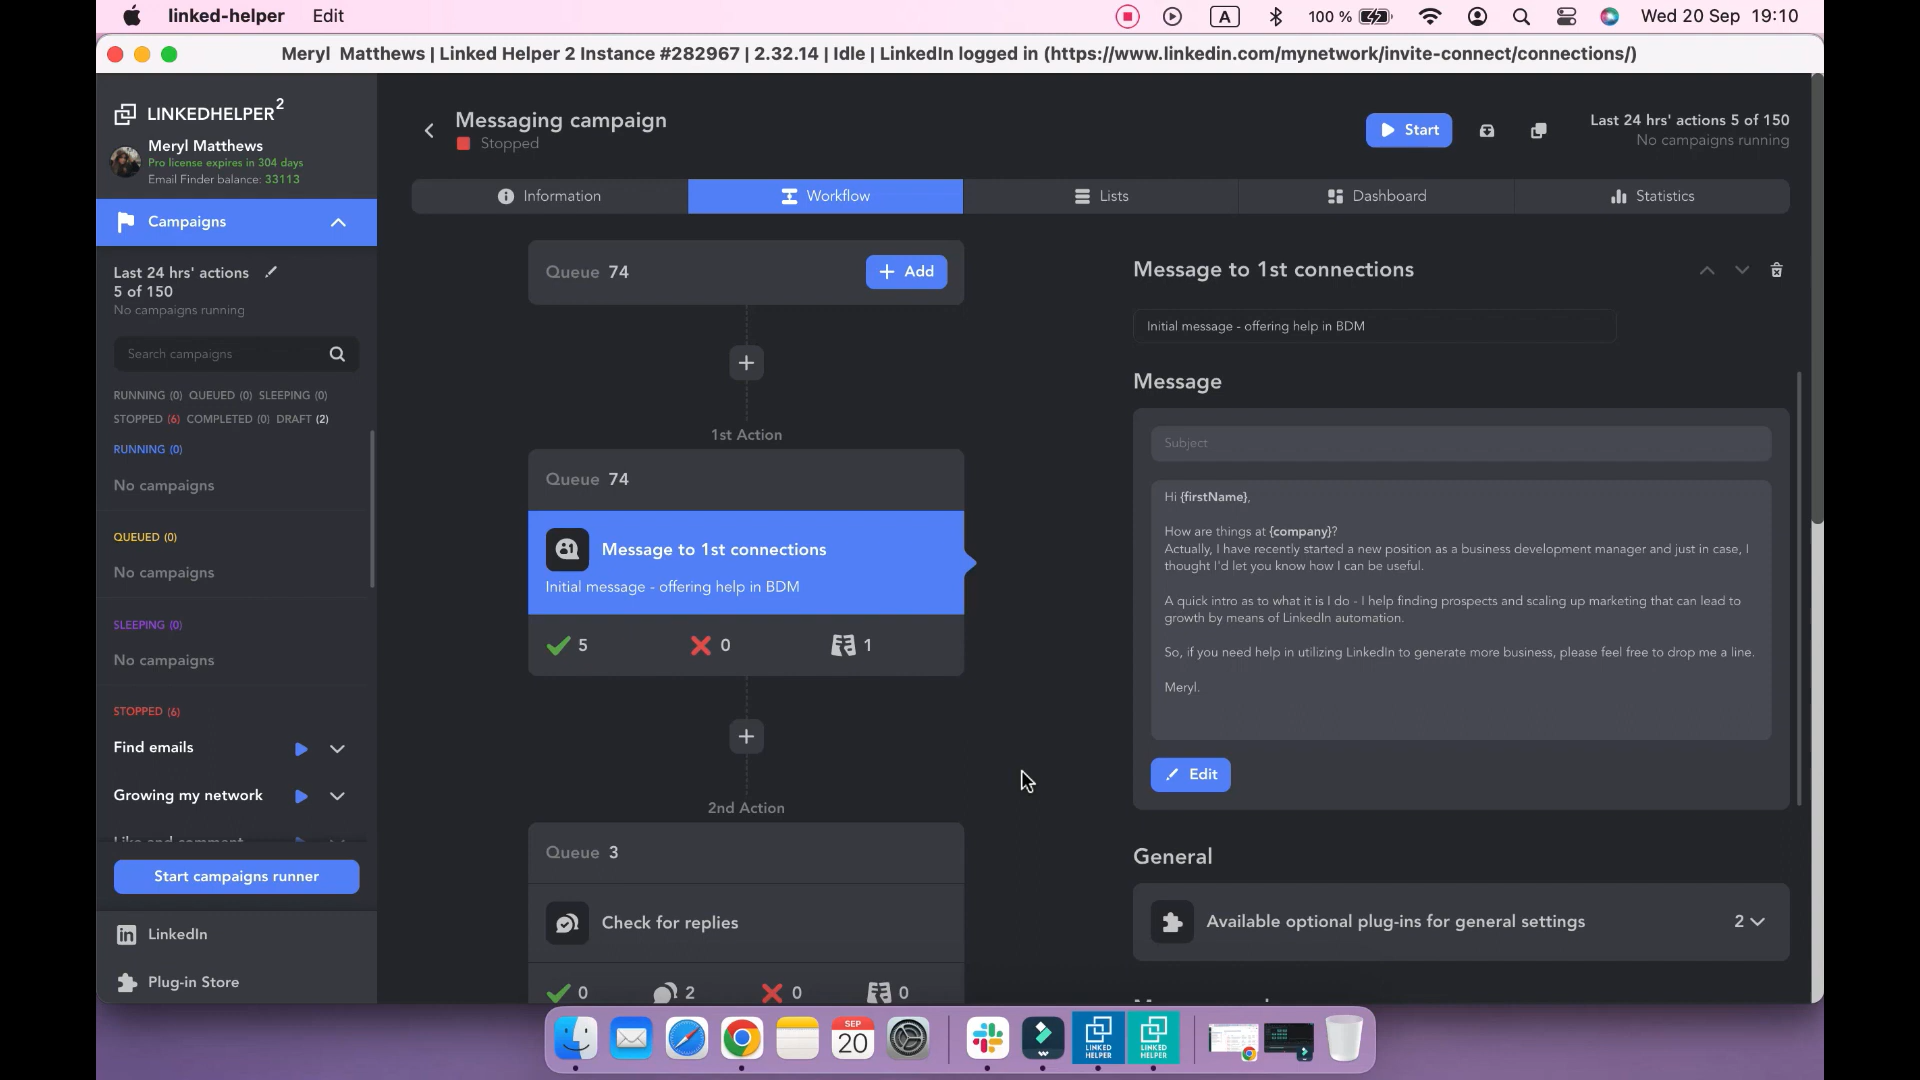 linked-helper Edit
A 100 % Wed 20 Sep 19:10
Meryl Matthews | Linked Helper 2 Instance #282967 | 2.32.14 | Idle | LinkedIn logged in (https://www.linkedin.com/mynetwork/invite-connect/connections/)
LINKEDHELPER2
Meryl Matthews
Pro license expires in 304 days
Email Finder balance: 33113
Campaigns
Last 24 hrs' actions
5 of 150
No campaigns running
Search campaigns
RUNNING (0) QUEUED (0) SLEEPING (0)
STOPPED (6) COMPLETED (0) DRAFT (2)
RUNNING (0)
No campaigns
QUEUED (0)
No campaigns
SLEEPING (0)
No campaigns
STOPPED (6)
Find emails
Growing my network
Like and comment
Start campaigns runner
LinkedIn
Plug-in Store
Messaging campaign
Stopped
Start
Last 24 hrs' actions 5 of 150
No campaigns running
Information
Workflow
Lists
Dashboard
Statistics
Queue 74
Add
1st Action
Queue 74
1
Message to 1st connections
Initial message - offering help in BDM
5 0 1
2nd Action
Queue 3
Check for replies
0 2 0 0
Message to 1st connections
Initial message - offering help in BDM
Message
Subject
Hi {firstName},
How are things at {company}?
Actually, I have recently started a new position as a business development manager and just in case, I
thought I'd let you know how I can be useful.
A quick intro as to what it is I do - I help finding prospects and scaling up marketing that can lead to
growth by means of LinkedIn automation.
So, if you need help in utilizing LinkedIn to generate more business, please feel free to drop me a line.
Meryl.
Edit
General
Available optional plug-ins for general settings 2
SEP
20
LINKED
HELPER
LINKED
HELPER